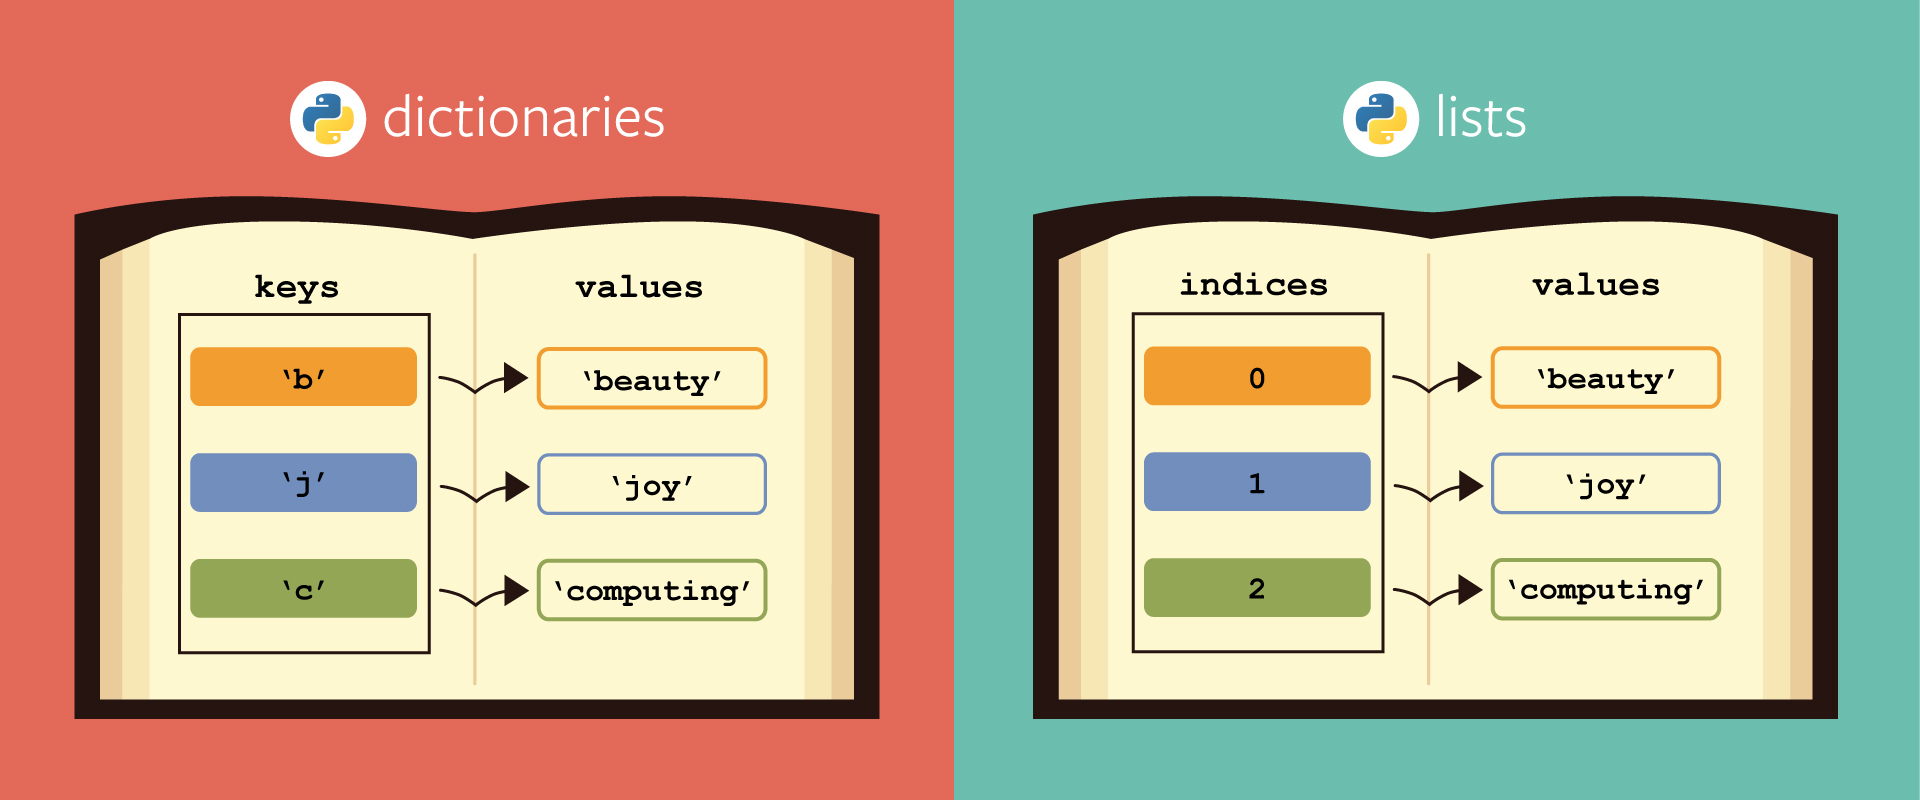 dictionaries
keys values
‘b’ ‘beauty’
‘j’ ‘joy’
‘c’ ‘computing’
lists
indices values
0 ‘beauty’
1 ‘joy’
2 ‘computing’